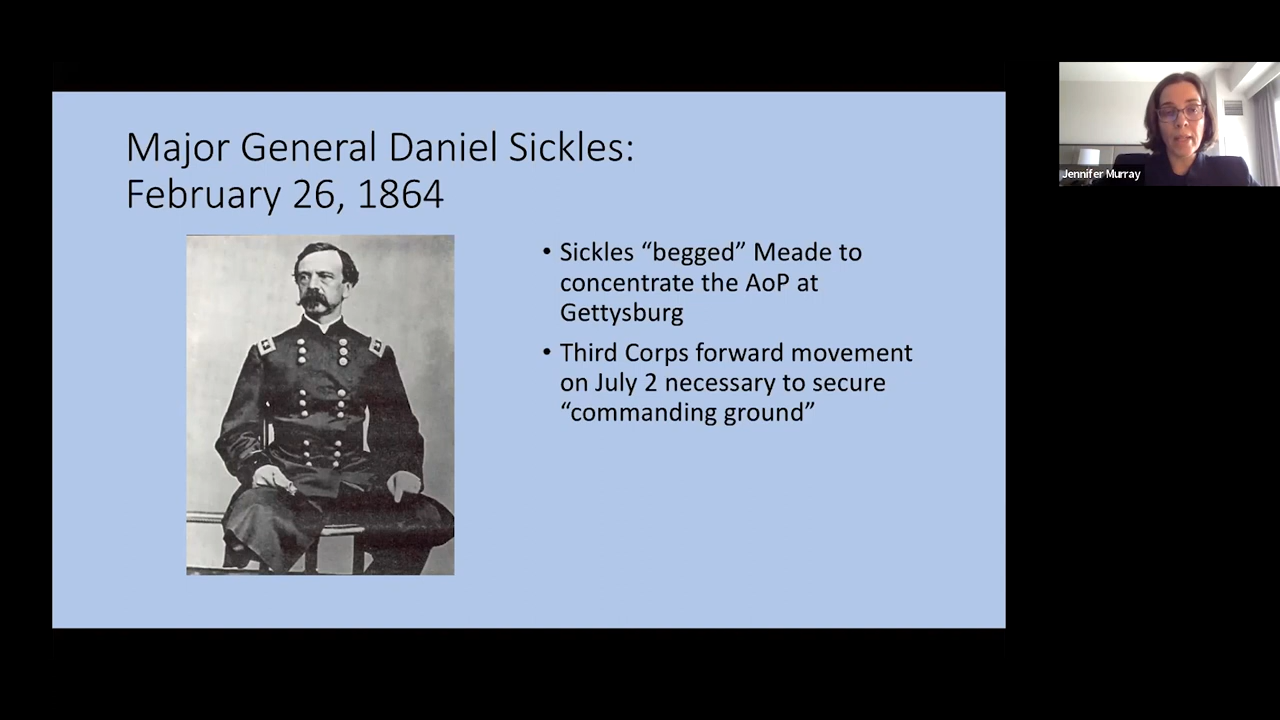 Major General Daniel Sickles:
February 26, 1864
• Sickles “begged” Meade to
concentrate the AoP at
Gettysburg
• Third Corps forward movement
on July 2 necessary to secure
“commanding ground”
Jennifer Murray